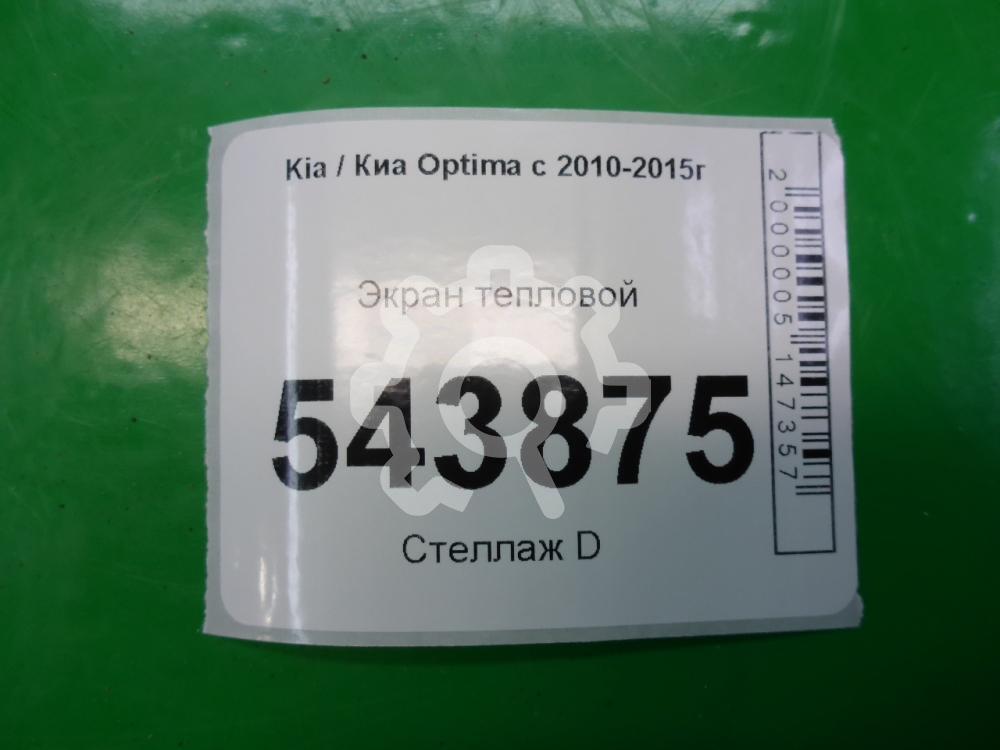 Kia / Киа Optima с 2010-2015г
Экран тепловой
543875
Стеллаж D
2000005147357